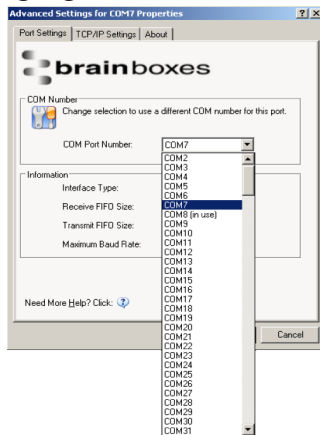 Advanced Settings for COM7 Properties
Port Settings
TCP/IP Settings
About
brainboxes
COM Number
Change selection to use a different COM number for this port.
COM Port Number:
COM7
COM2
COM3
COM4
COM5
COM6
COM7
COM8 (in use)
COM9
COM10
COM11
COM12
COM13
COM14
COM15
COM16
COM17
COM18
COM19
COM20
COM21
COM22
COM23
COM24
COM25
COM26
COM27
COM28
COM29
COM30
COM31
Information
Interface Type:
Receive FIFO Size:
Transmit FIFO Size:
Maximum Baud Rate:
Need More Help? Click:
Cancel